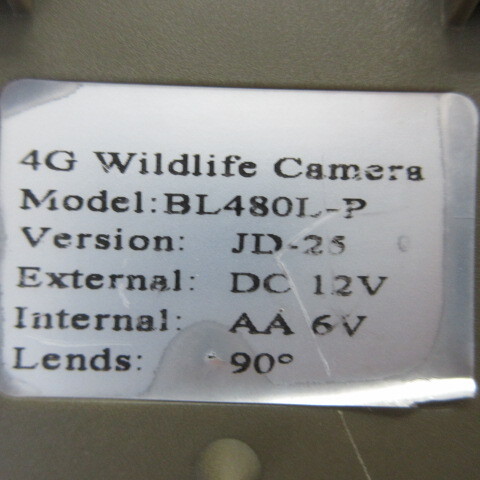 4G Wildlife Camera
Model:BL480L-P
Version: JD-25
External: DC 12V
Internal: AA 6V
Lends: 90°